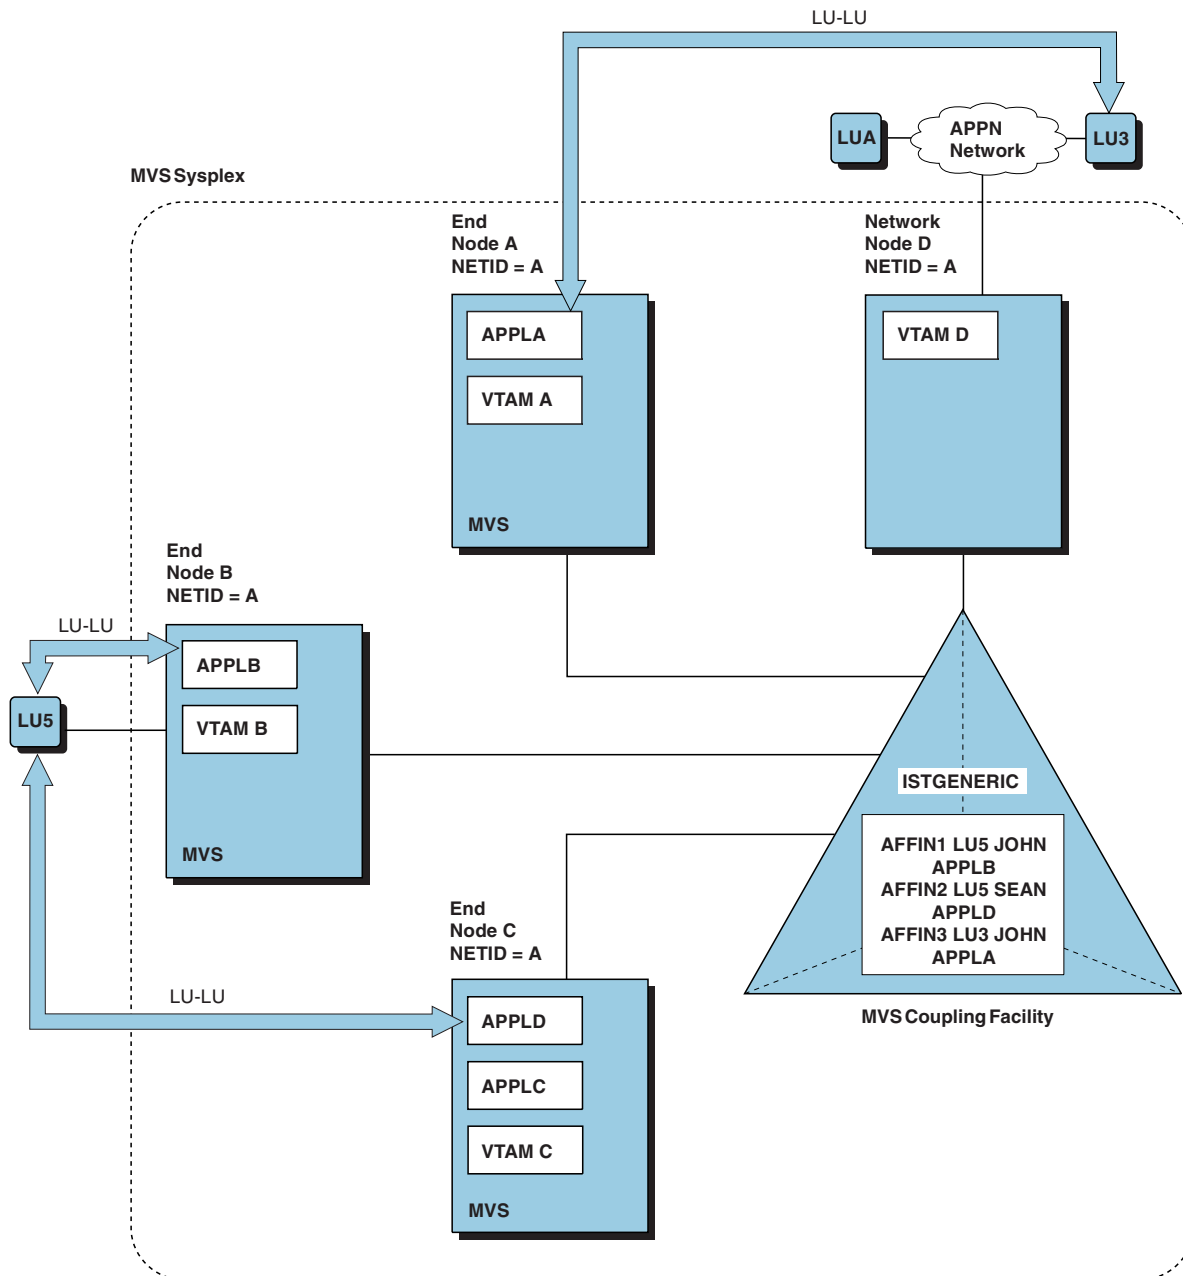 LU-LU
LUA
APPN
Network
LU3
MVS Sysplex
End
Node A
NETID = A
Network
Node D
NETID = A
APPLA
VTAM A
MVS
VTAM D
End
Node B
NETID = A
LU-LU
APPLB
LU5
VTAM B
MVS
ISTGENERIC
AFFIN1 LU5 JOHN
APPLB
AFFIN2 LU5 SEAN
APPLD
AFFIN3 LU3 JOHN
APPLA
MVS Coupling Facility
End
Node C
NETID = A
LU-LU
APPLD
APPLC
VTAM C
MVS